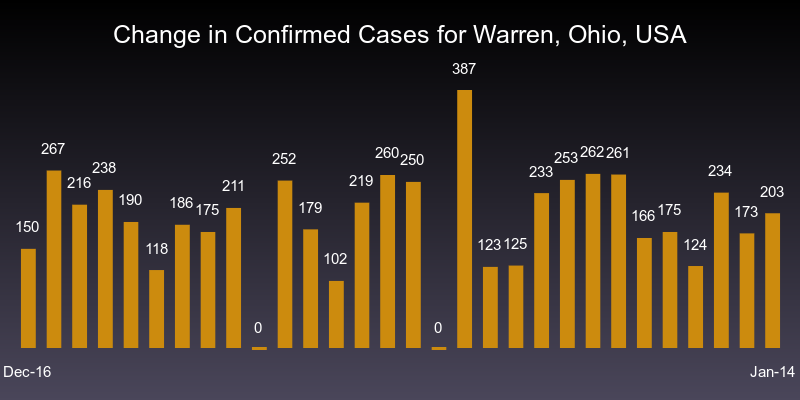 Change in Confirmed Cases for Warren, Ohio, USA
150 267 216 238 190 118 186 175 211 0 252 179 102 219 260 250 0 387 123 125 233 253 262 261 166 175 124 234 173 203
Dec-16 Jan-14